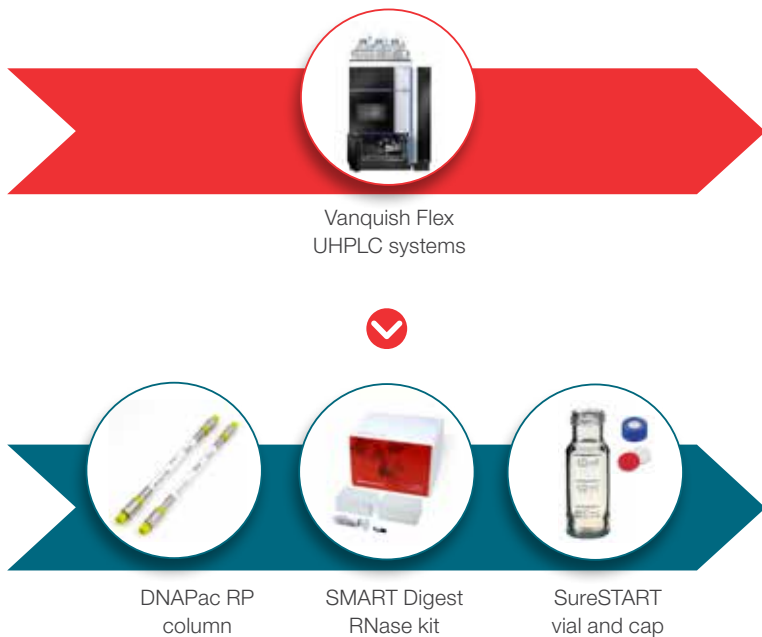 Vanquish Flex
UHPLC systems
DNAPac RP
column
SMART Digest
RNase kit
SureSTART
vial and cap